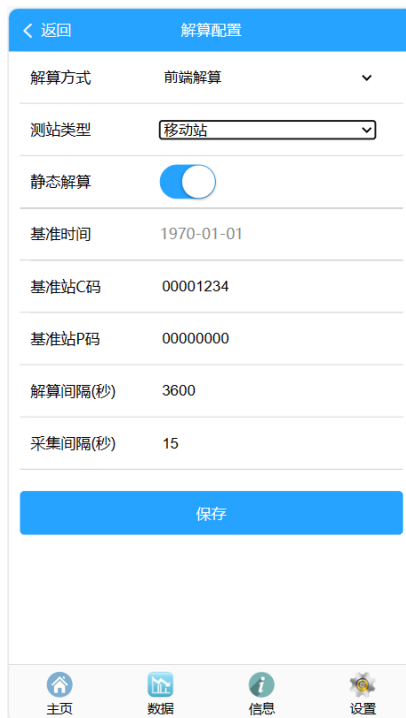 返回 解算配置
解算方式 前端解算
测站类型 移动站
静态解算
基准时间 1970-01-01
基准站C码 00001234
基准站P码 00000000
解算间隔(秒) 3600
采集间隔(秒) 15
保存
主页 数据 信息 设置